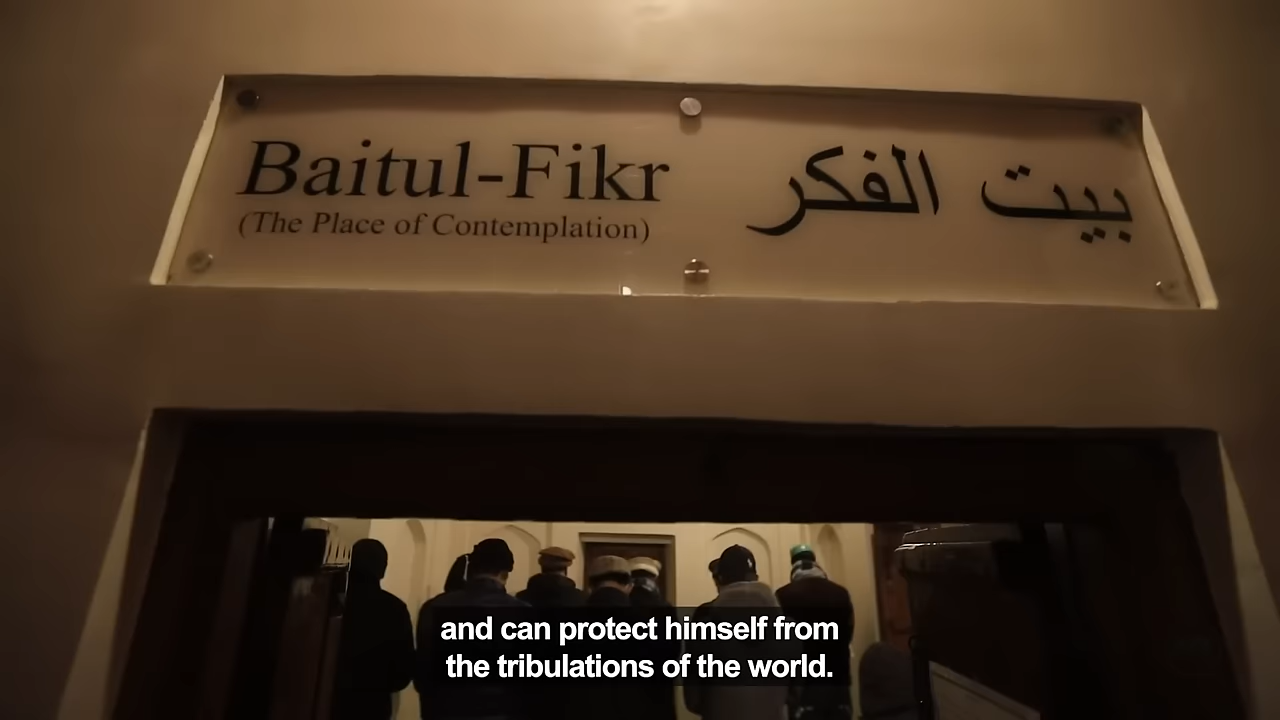 Baitul-Fikr
(The Place of Contemplation)
بيت الفكر
and can protect himself from
the tribulations of the world.